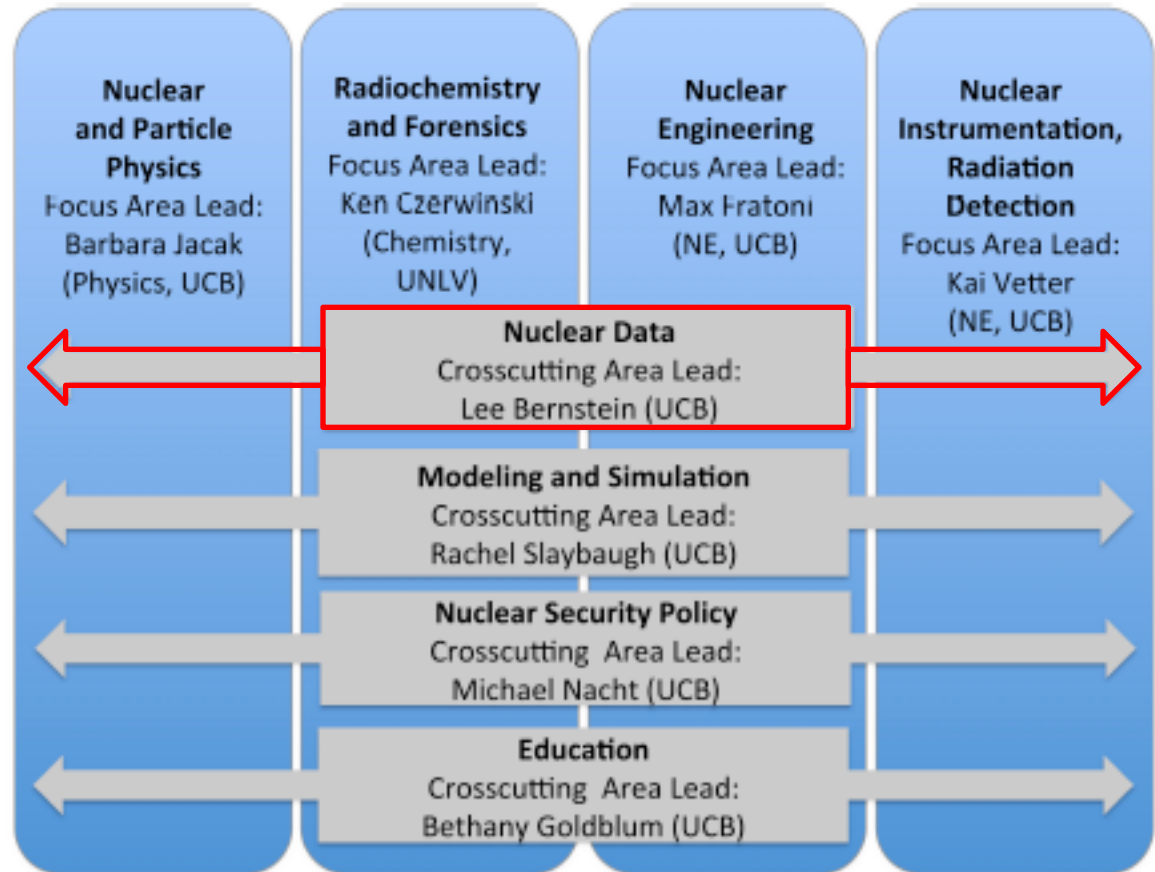 Nuclear
and Particle
Physics
Focus Area Lead:
Barbara Jacak
(Physics, UCB)
Radiochemistry
and Forensics
Focus Area Lead:
Ken Czerwinski
(Chemistry,
UNLV)
Nuclear
Engineering
Focus Area Lead:
Max Fratoni
(NE, UCB)
Nuclear
Instrumentation,
Radiation
Detection
Focus Area Lead:
Kai Vetter
(NE, UCB)
Nuclear Data
Crosscutting Area Lead:
Lee Bernstein (UCB)
Modeling and Simulation
Crosscutting Area Lead:
Rachel Slaybaugh (UCB)
Nuclear Security Policy
Crosscutting Area Lead:
Michael Nacht (UCB)
Education
Crosscutting Area Lead:
Bethany Goldblum (UCB)